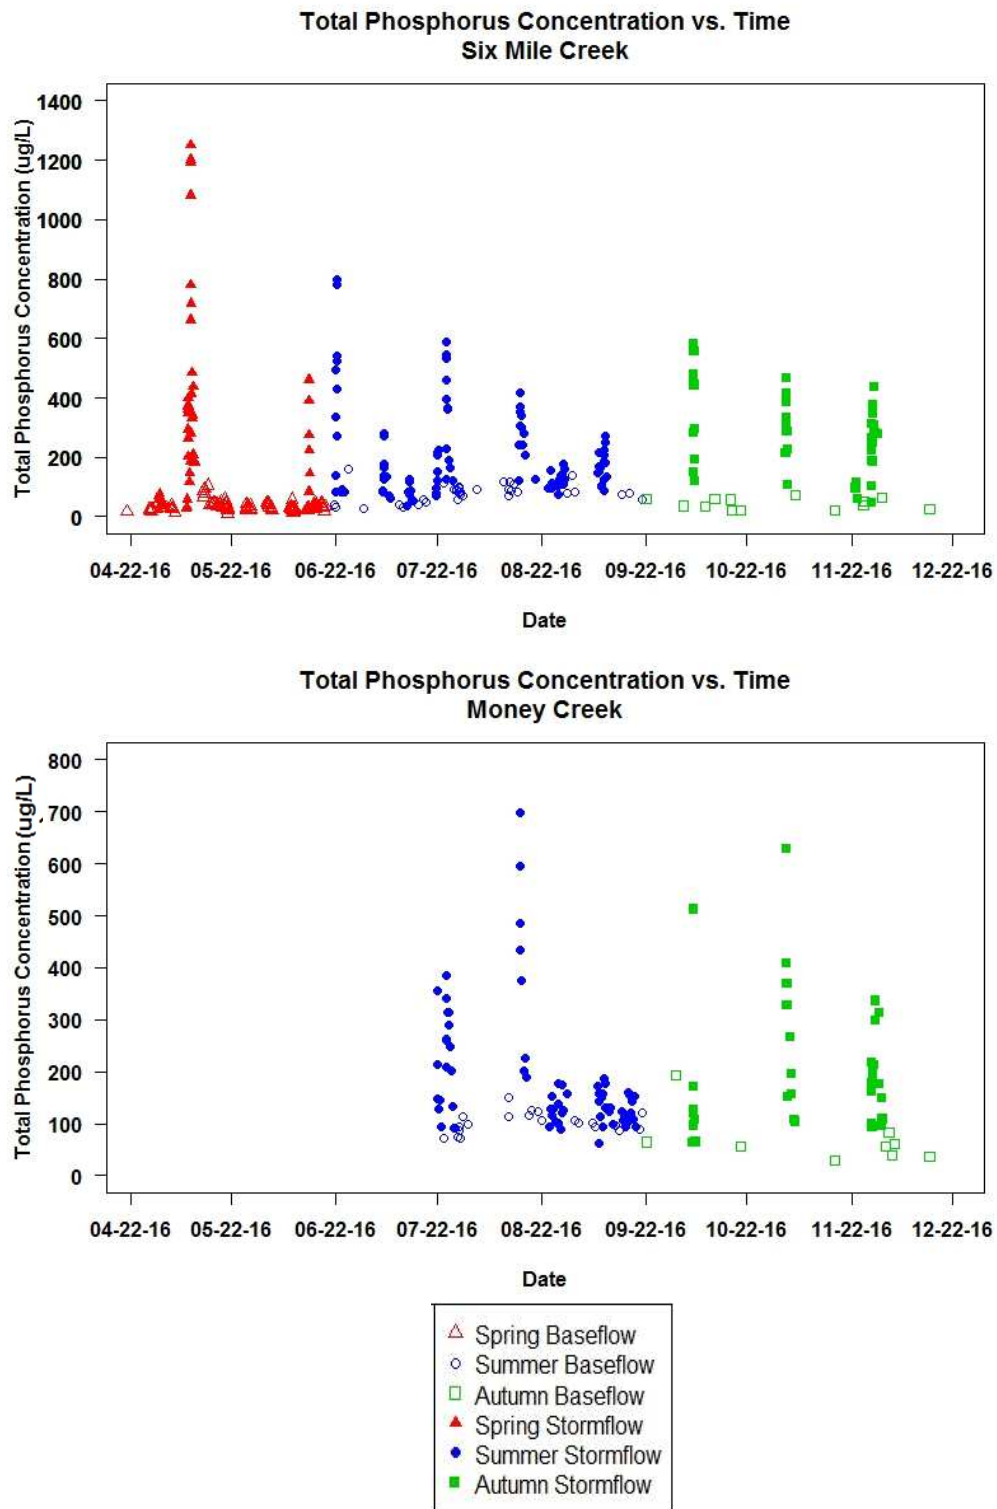 Total Phosphorus Concentration vs. Time
Six Mile Creek
Total Phosphorus Concentration (ug/L)
1400
1200
1000
800
600
400
200
0
04-22-16 05-22-16 06-22-16 07-22-16 08-22-16 09-22-16 10-22-16 11-22-16 12-22-16
Date
Total Phosphorus Concentration vs. Time
Money Creek
Total Phosphorus Concentration (ug/L)
800
700
600
500
400
300
200
100
0
04-22-16 05-22-16 06-22-16 07-22-16 08-22-16 09-22-16 10-22-16 11-22-16 12-22-16
Date
Spring Baseflow
Summer Baseflow
Autumn Baseflow
Spring Stormflow
Summer Stormflow
Autumn Stormflow